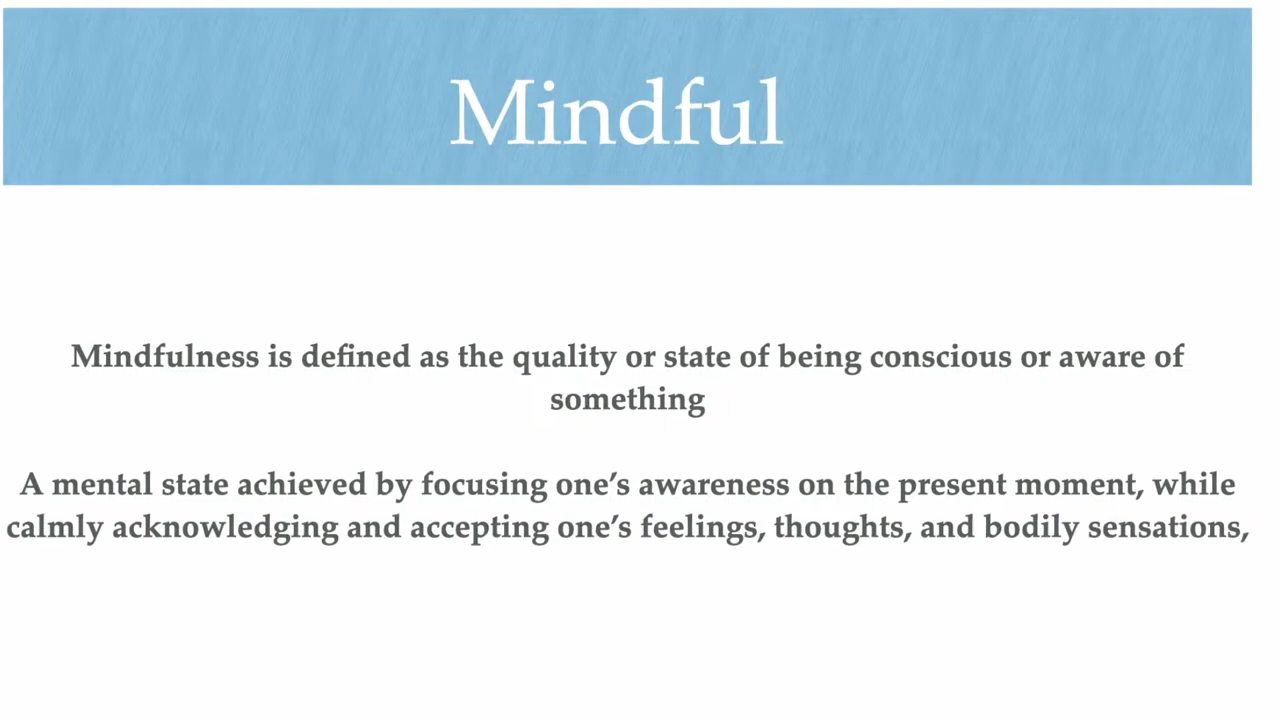 Mindful
Mindfulness is defined as the quality or state of being conscious or aware of
something
A mental state achieved by focusing one’s awareness on the present moment, while
calmly acknowledging and accepting one’s feelings, thoughts, and bodily sensations,